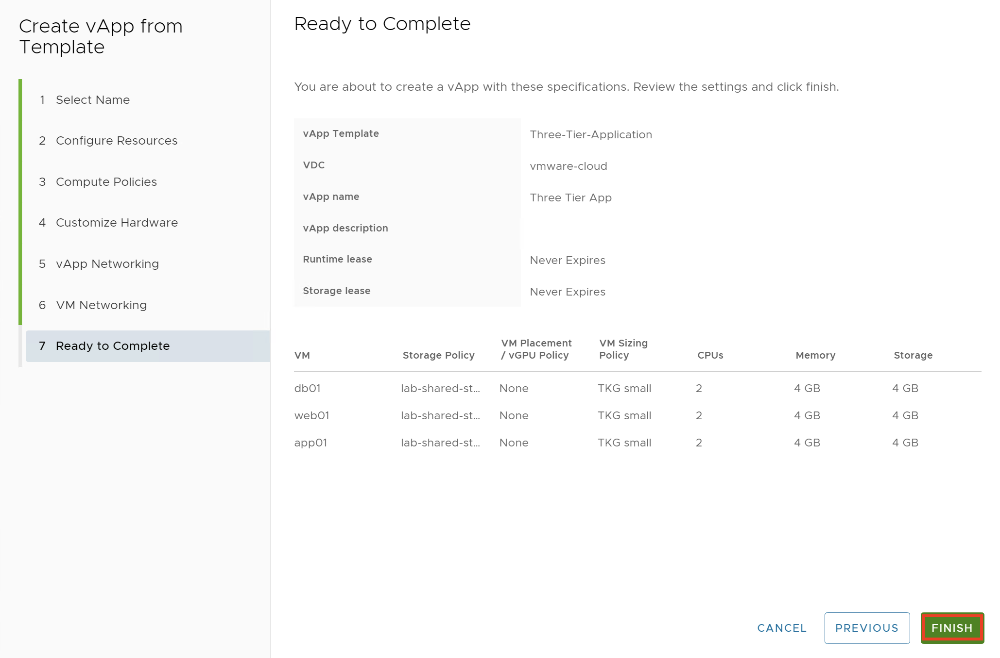 Create vApp from
Template
1 Select Name
2 Configure Resources
3 Compute Policies
4 Customize Hardware
5 vApp Networking
6 VM Networking
7 Ready to Complete
Ready to Complete
You are about to create a vApp with these specifications. Review the settings and click finish.
vApp Template Three-Tier-Application
VDC vmware-cloud
vApp name Three Tier App
vApp description
Runtime lease Never Expires
Storage lease Never Expires
VM Storage Policy VM Placement / vGPU Policy VM Sizing Policy CPUs Memory Storage
db01 lab-shared-st... None TKG small 2 4 GB 4 GB
web01 lab-shared-st... None TKG small 2 4 GB 4 GB
app01 lab-shared-st... None TKG small 2 4 GB 4 GB
CANCEL PREVIOUS FINISH